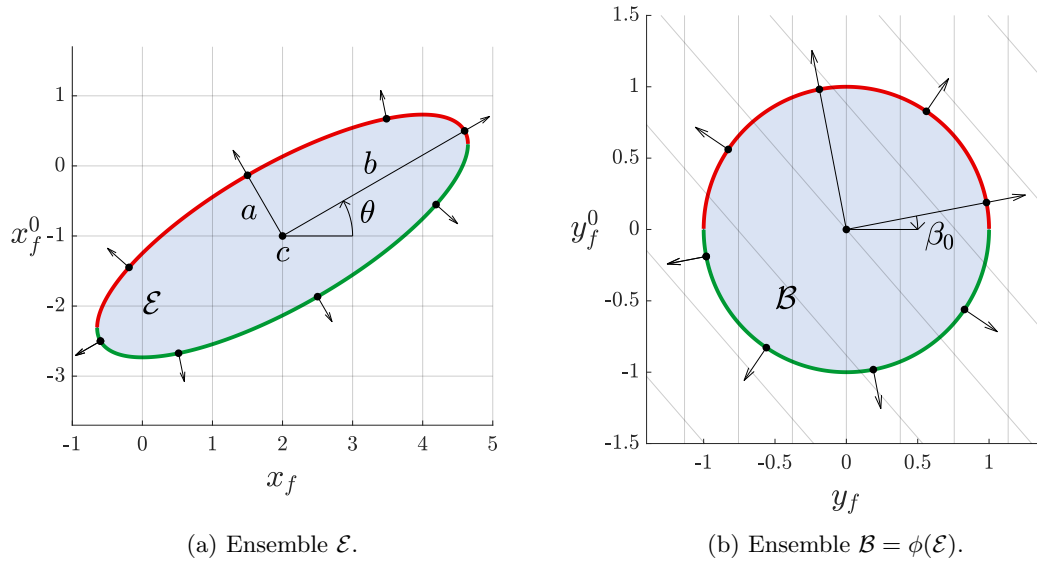 1
0
-1
-2
-3
-1
0
1
2
3
4
5
x_f^0
x_f
a
b
c
θ
ℰ
(a) Ensemble ℰ.
1.5
1
0.5
0
-0.5
-1
-1.5
-1
-0.5
0
0.5
1
y_f^0
y_f
β_0
ℬ
(b) Ensemble ℬ = ϕ(ℰ).